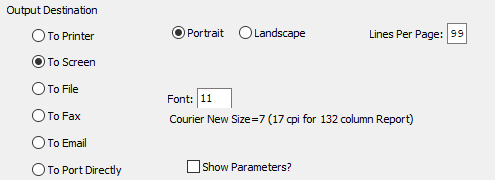 Output Destination
To Printer
Portrait
Landscape
Lines Per Page: 99
To Screen
To File
Font: 11
To Fax
Courier New Size=7 (17 cpi for 132 column Report)
To Email
To Port Directly
Show Parameters?